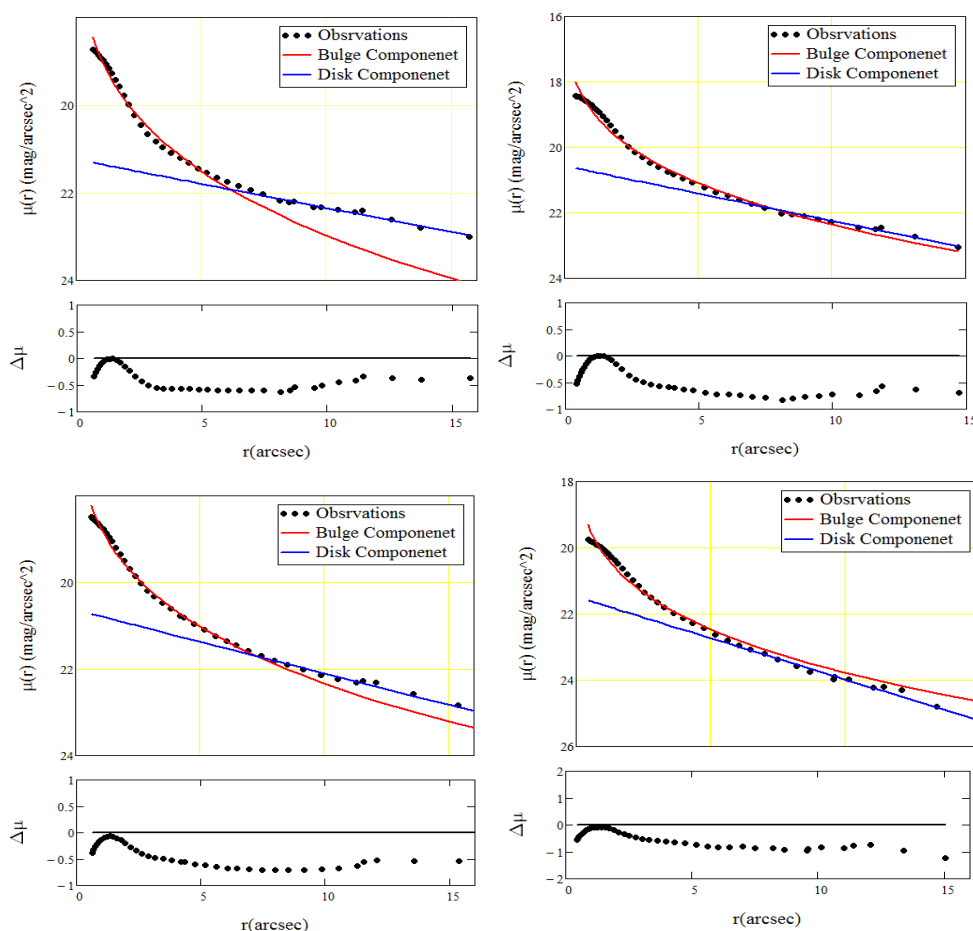 Obsrvations
Bulge Componenet
Disk Componenet
μ(r) (mag/arcsec^2)
20
22
24
1
0.5
0
−0.5
−1
Δμ
0 5 10 15
r(arcsec)
Obsrvations
Bulge Componenet
Disk Componenet
μ(r) (mag/arcsec^2)
16
18
20
22
24
1
0.5
0
−0.5
−1
Δμ
0 5 10 15
r(arcsec)
Obsrvations
Bulge Componenet
Disk Componenet
μ(r) (mag/arcsec^2)
20
22
24
1
0.5
0
−0.5
−1
Δμ
0 5 10 15
r(arcsec)
Obsrvations
Bulge Componenet
Disk Componenet
μ(r) (mag/arcsec^2)
18
20
22
24
26
2
1
0
−1
−2
Δμ
0 5 10 15
r(arcsec)